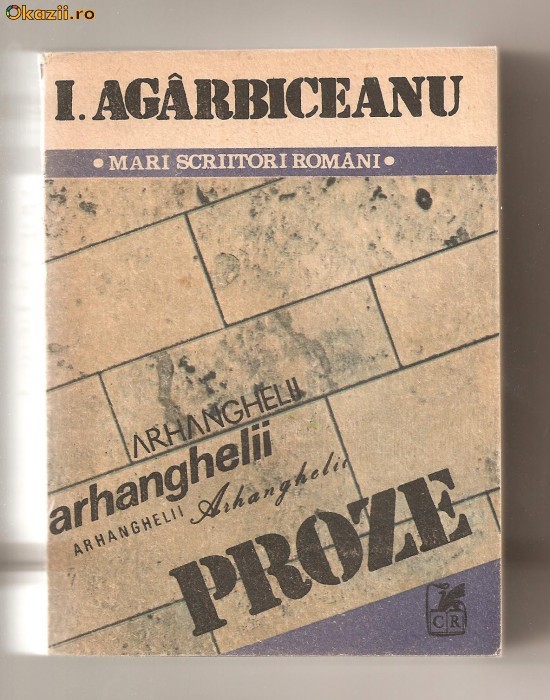 Okazii.ro
I. AGÂRBICEANU
• MARI SCRIITORI ROMÂNI •
ARHANGHELII
arhanghelii
Arhanghelii
ARHANGHELII
PROZE
CR